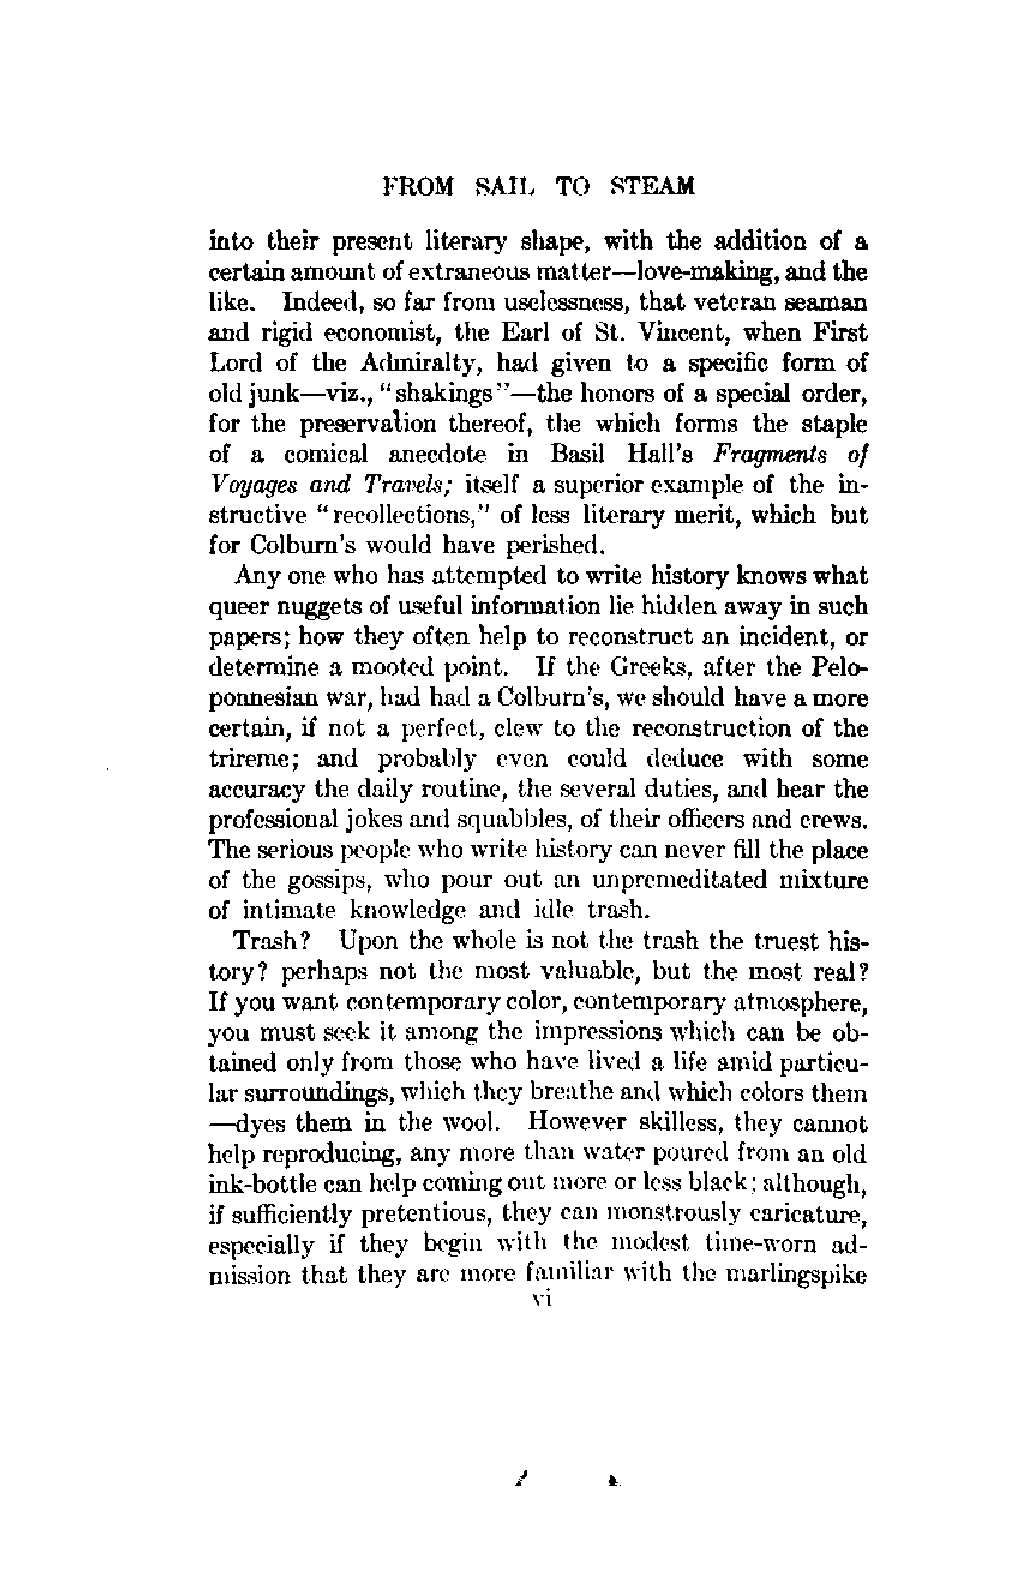 FROM SAIL TO STEAM
into their present literary shape, with the addition of a
certain amount of extraneous matter—love-making, and the
like. Indeed, so far from uselessness, that veteran seaman
and rigid economist, the Earl of St. Vincent, when First
Lord of the Admiralty, had given to a specific form of
old junk—viz., "shakings"—the honors of a special order,
for the preservation thereof, the which forms the staple
of a comical anecdote in Basil Hall's Fragments of
Voyages and Travels; itself a superior example of the in-
structive "recollections," of less literary merit, which but
for Colburn's would have perished.
Any one who has attempted to write history knows what
queer nuggets of useful information lie hidden away in such
papers; how they often help to reconstruct an incident, or
determine a mooted point. If the Greeks, after the Pelo-
ponnesian war, had had a Colburn's, we should have a more
certain, if not a perfect, clew to the reconstruction of the
trireme; and probably even could deduce with some
accuracy the daily routine, the several duties, and hear the
professional jokes and squabbles, of their officers and crews.
The serious people who write history can never fill the place
of the gossips, who pour out an unpremeditated mixture
of intimate knowledge and idle trash.
Trash? Upon the whole is not the trash the truest his-
tory? perhaps not the most valuable, but the most real?
If you want contemporary color, contemporary atmosphere,
you must seek it among the impressions which can be ob-
tained only from those who have lived a life amid particu-
lar surroundings, which they breathe and which colors them
—dyes them in the wool. However skilless, they cannot
help reproducing, any more than water poured from an old
ink-bottle can help coming out more or less black; although,
if sufficiently pretentious, they can monstrously caricature,
especially if they begin with the modest time-worn ad-
mission that they are more familiar with the marlingspike
vi